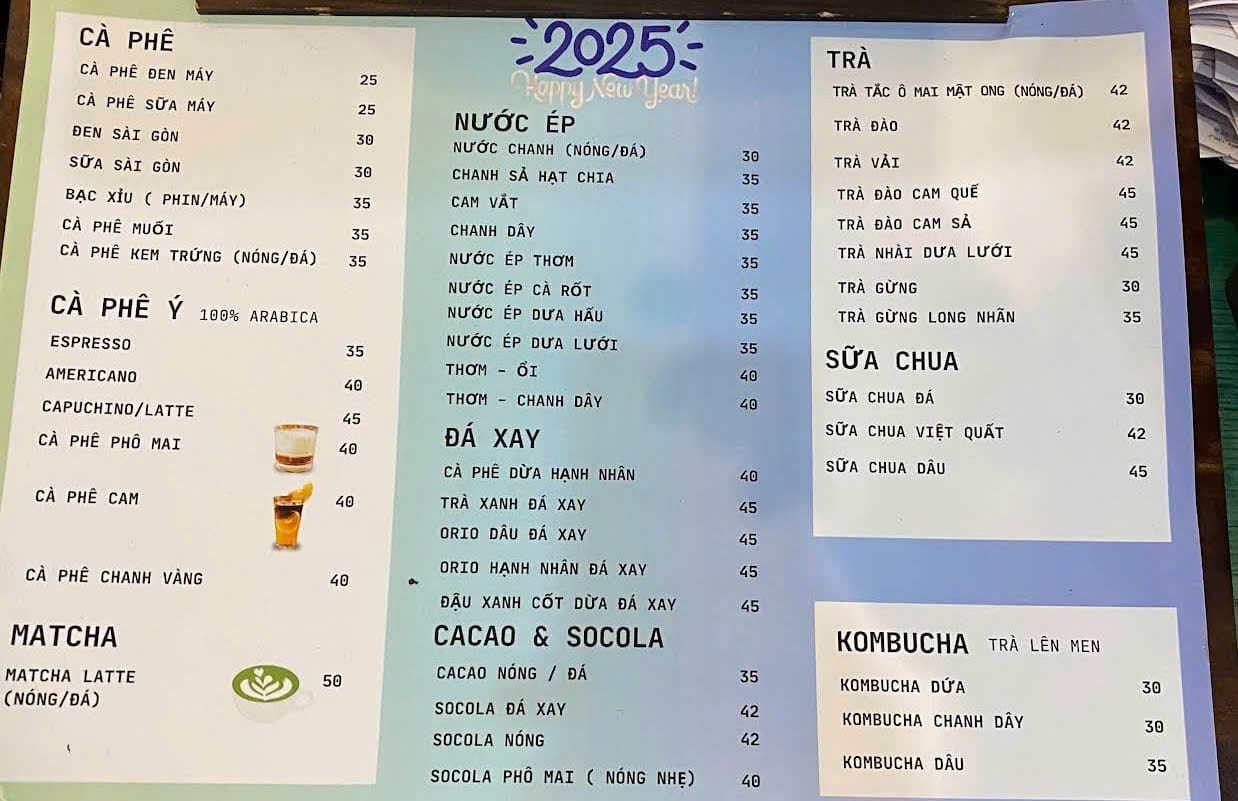 CÀ PHÊ
CÀ PHÊ ĐEN MÁY 25
CÀ PHÊ SỮA MÁY 25
ĐEN SÀI GÒN 30
SỮA SÀI GÒN 30
BẠC XỈU ( PHIN/MÁY) 35
CÀ PHÊ MUỐI 35
CÀ PHÊ KEM TRỨNG (NÓNG/ĐÁ) 35
CÀ PHÊ Ý 100% ARABICA
ESPRESSO 35
AMERICANO 40
CAPUCHINO/LATTE 45
CÀ PHÊ PHÔ MAI 40
CÀ PHÊ CAM 40
CÀ PHÊ CHANH VÀNG 40
MATCHA
MATCHA LATTE 50
(NÓNG/ĐÁ)
2025
Happy New Year!
NƯỚC ÉP
NƯỚC CHANH (NÓNG/ĐÁ) 30
CHANH SẢ HẠT CHIA 35
CAM VẮT 35
CHANH DÂY 35
NƯỚC ÉP THƠM 35
NƯỚC ÉP CÀ RỐT 35
NƯỚC ÉP DƯA HẤU 35
NƯỚC ÉP DƯA LƯỚI 35
THƠM - ỔI 40
THƠM - CHANH DÂY 40
ĐÁ XAY
CÀ PHÊ DỪA HẠNH NHÂN 40
TRÀ XANH ĐÁ XAY 45
ORIO DÂU ĐÁ XAY 45
ORIO HẠNH NHÂN ĐÁ XAY 45
ĐẬU XANH CỐT DỪA ĐÁ XAY 45
CACAO & SOCOLA
CACAO NÓNG / ĐÁ 35
SOCOLA ĐÁ XAY 42
SOCOLA NÓNG 42
SOCOLA PHÔ MAI ( NÓNG NHẸ) 40
TRÀ
TRÀ TẮC Ô MAI MẬT ONG (NÓNG/ĐÁ) 42
TRÀ ĐÀO 42
TRÀ VẢI 42
TRÀ ĐÀO CAM QUẾ 45
TRÀ ĐÀO CAM SẢ 45
TRÀ NHÀI DƯA LƯỚI 45
TRÀ GỪNG 30
TRÀ GỪNG LONG NHÃN 35
SỮA CHUA
SỮA CHUA ĐÁ 30
SỮA CHUA VIỆT QUẤT 42
SỮA CHUA DÂU 45
KOMBUCHA TRÀ LÊN MEN
KOMBUCHA DỨA 30
KOMBUCHA CHANH DÂY 30
KOMBUCHA DÂU 35